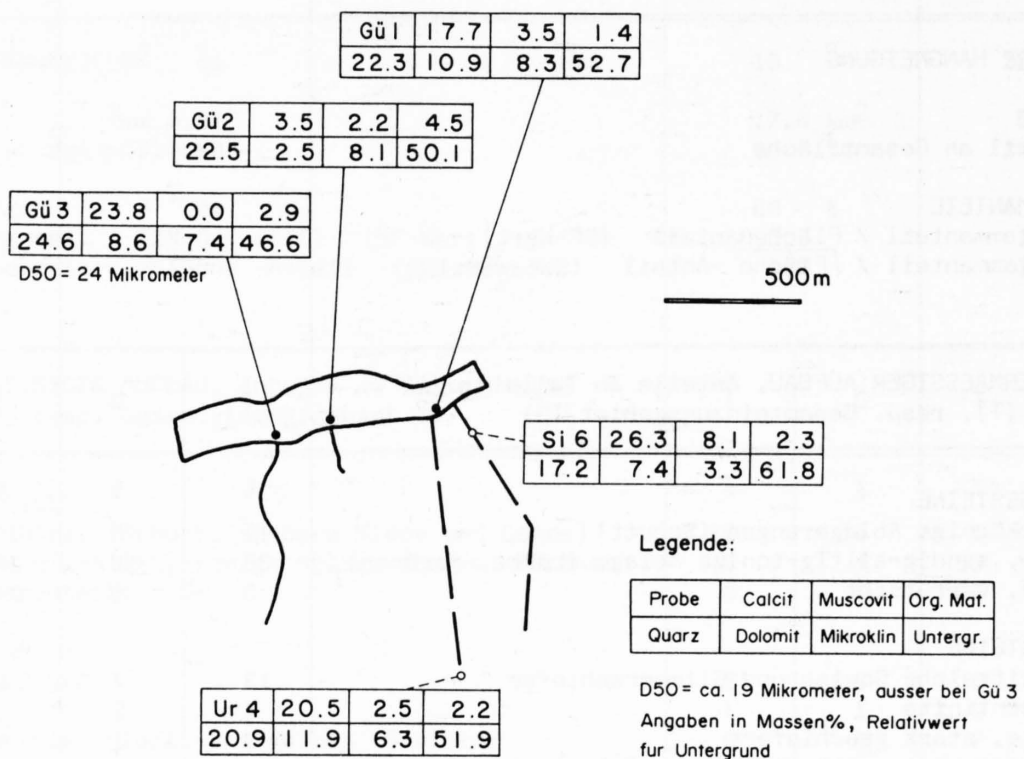 Gü1 17.7 3.5 1.4
22.3 10.9 8.3 52.7
Gü2 3.5 2.2 4.5
22.5 2.5 8.1 50.1
Gü3 23.8 0.0 2.9
24.6 8.6 7.4 46.6
D50 = 24 Mikrometer
500m
Si6 26.3 8.1 2.3
17.2 7.4 3.3 61.8
Legende:
Probe Calcit Muscovit Org. Mat.
Quarz Dolomit Mikroklin Untergr.
Ur4 20.5 2.5 2.2
20.9 11.9 6.3 51.9
D50 = ca. 19 Mikrometer, ausser bei Gü 3
Angaben in Massen%, Relativwert
fur Untergrund